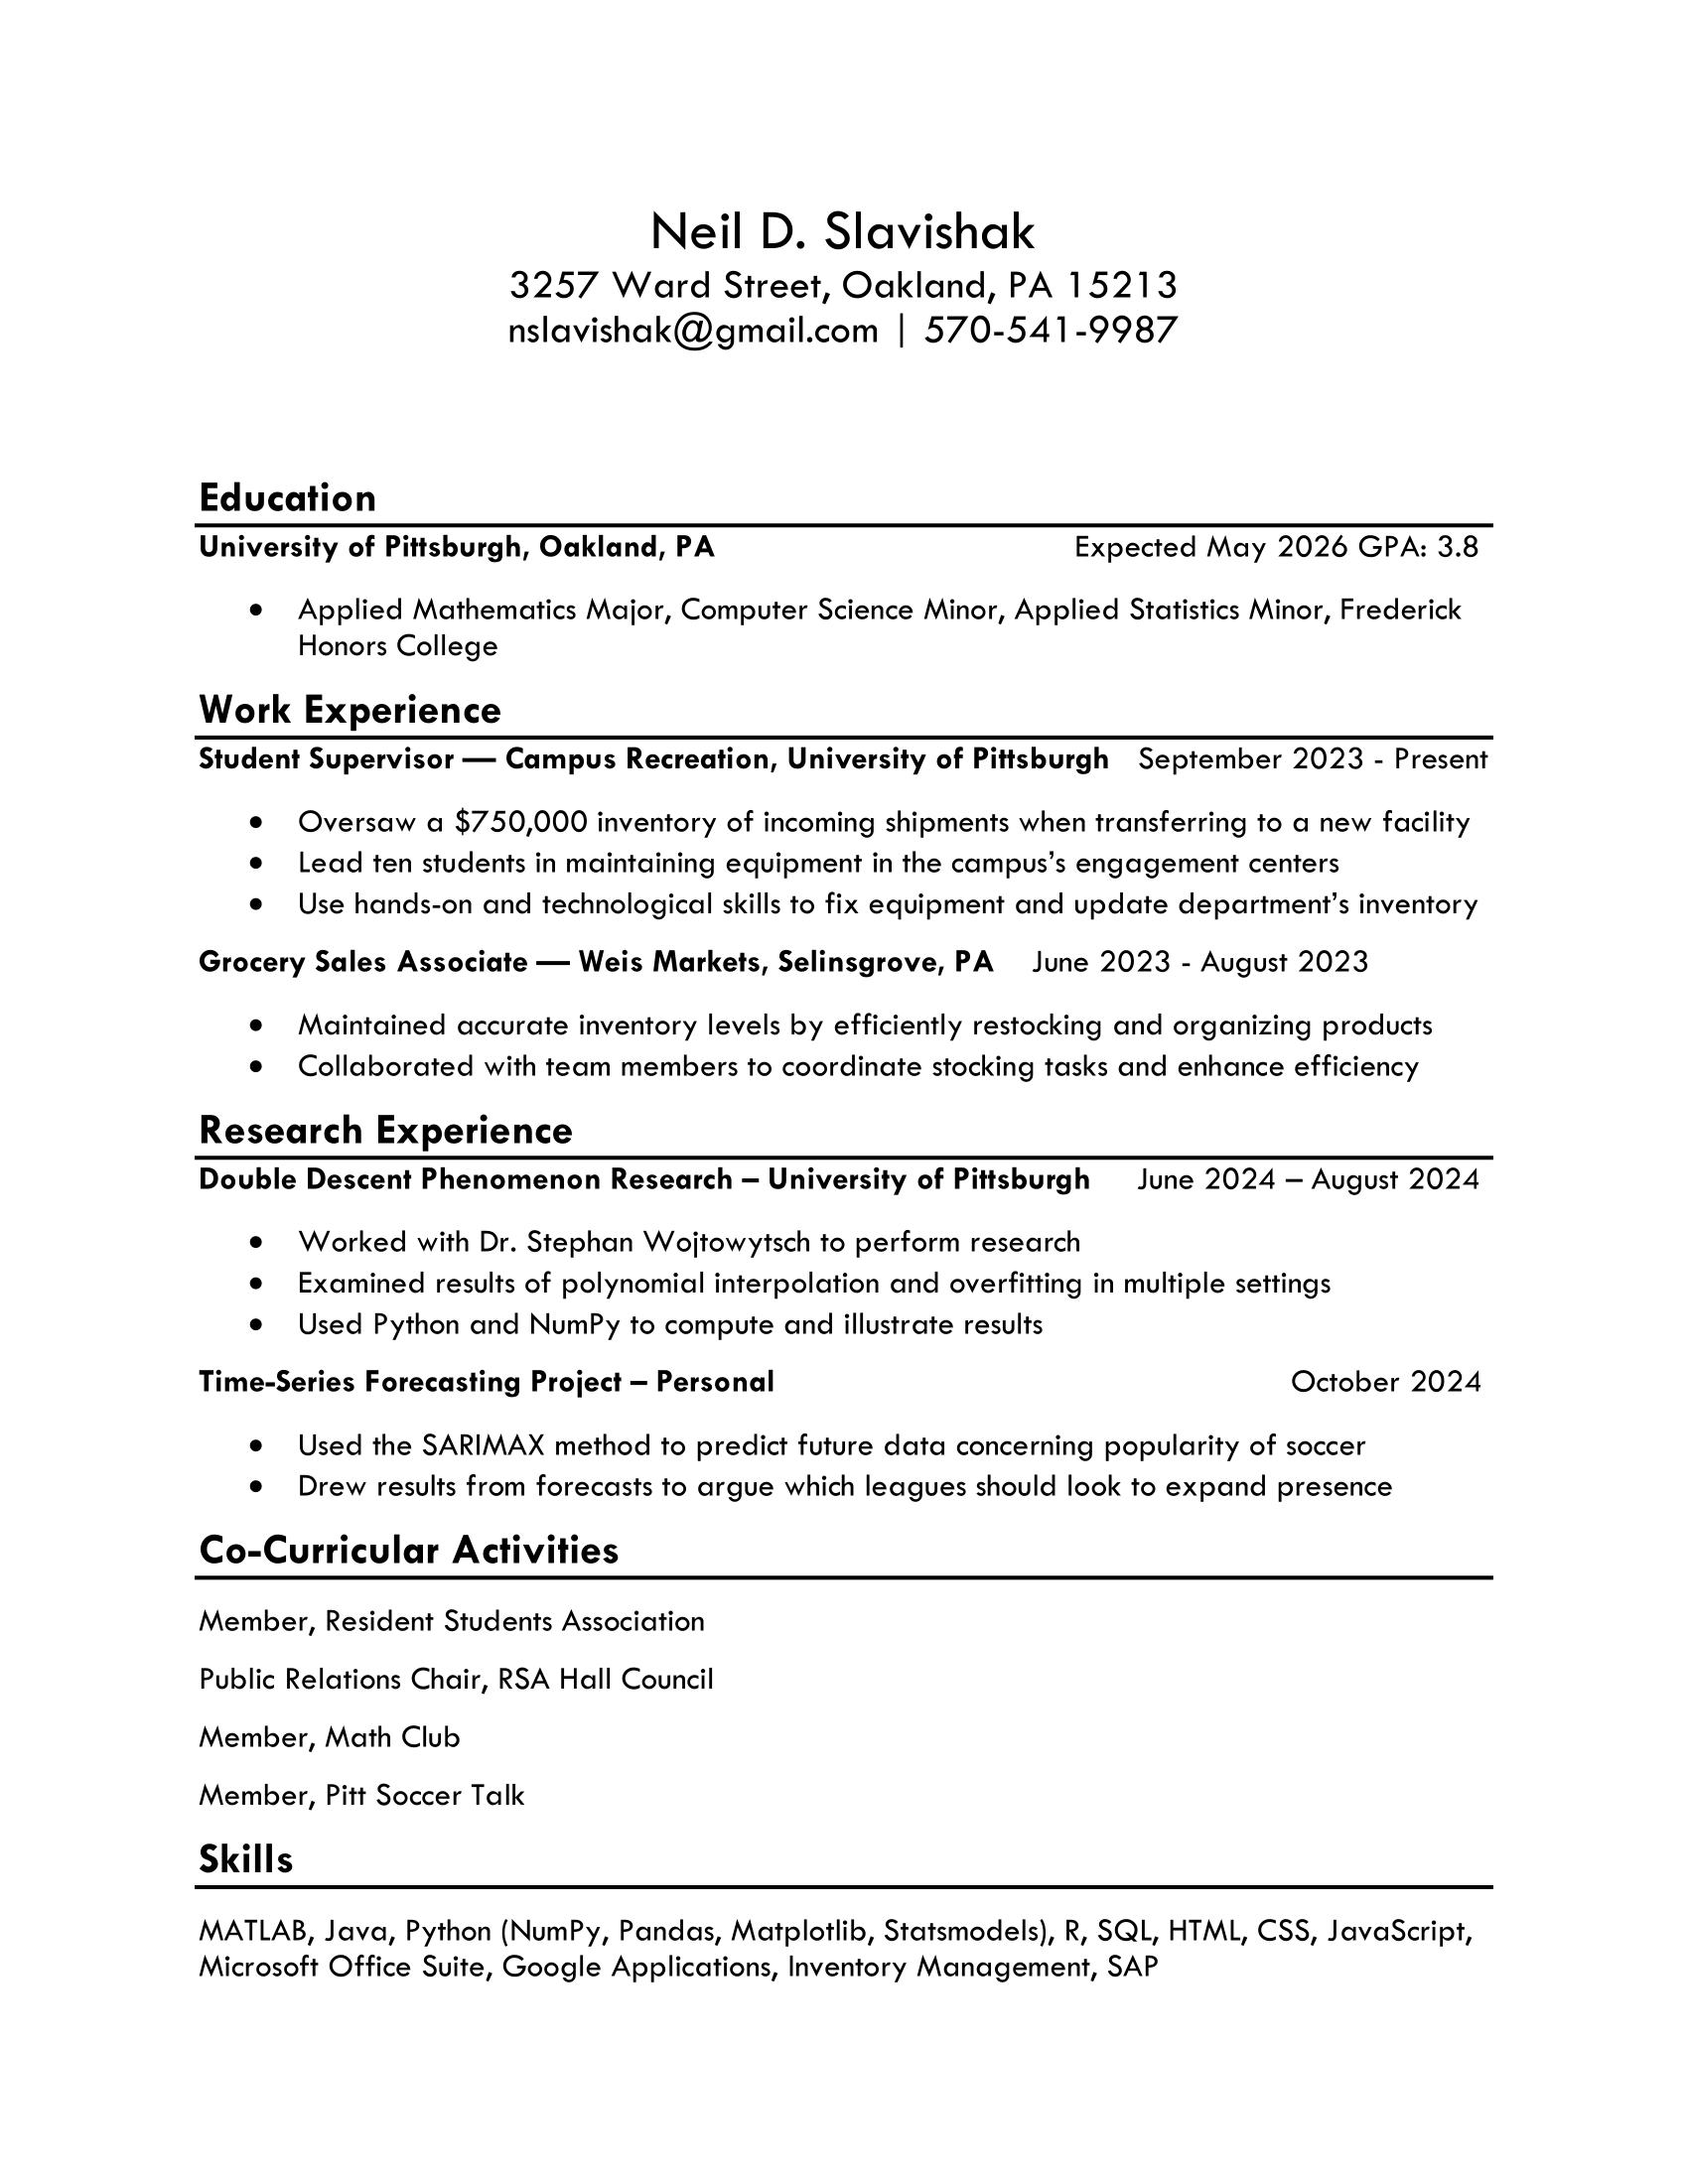 Neil D. Slavishak
3257 Ward Street, Oakland, PA 15213
nslavishak@gmail.com | 570-541-9987
Education
University of Pittsburgh, Oakland, PA Expected May 2026 GPA: 3.8
• Applied Mathematics Major, Computer Science Minor, Applied Statistics Minor, Frederick
Honors College
Work Experience
Student Supervisor — Campus Recreation, University of Pittsburgh September 2023 - Present
• Oversaw a $750,000 inventory of incoming shipments when transferring to a new facility
• Lead ten students in maintaining equipment in the campus’s engagement centers
• Use hands-on and technological skills to fix equipment and update department’s inventory
Grocery Sales Associate — Weis Markets, Selinsgrove, PA June 2023 - August 2023
• Maintained accurate inventory levels by efficiently restocking and organizing products
• Collaborated with team members to coordinate stocking tasks and enhance efficiency
Research Experience
Double Descent Phenomenon Research – University of Pittsburgh June 2024 – August 2024
• Worked with Dr. Stephan Wojtowytsch to perform research
• Examined results of polynomial interpolation and overfitting in multiple settings
• Used Python and NumPy to compute and illustrate results
Time-Series Forecasting Project – Personal October 2024
• Used the SARIMAX method to predict future data concerning popularity of soccer
• Drew results from forecasts to argue which leagues should look to expand presence
Co-Curricular Activities
Member, Resident Students Association
Public Relations Chair, RSA Hall Council
Member, Math Club
Member, Pitt Soccer Talk
Skills
MATLAB, Java, Python (NumPy, Pandas, Matplotlib, Statsmodels), R, SQL, HTML, CSS, JavaScript,
Microsoft Office Suite, Google Applications, Inventory Management, SAP